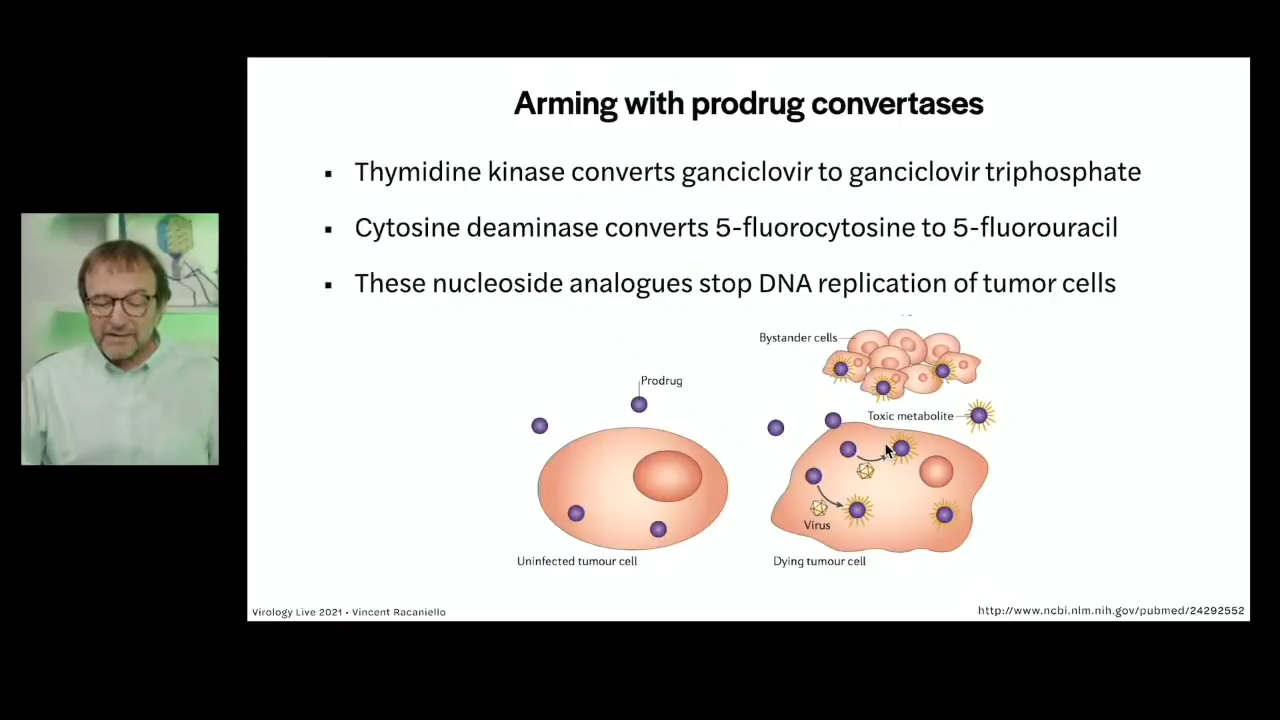 Arming with prodrug convertases
▪ Thymidine kinase converts ganciclovir to ganciclovir triphosphate
▪ Cytosine deaminase converts 5-fluorocytosine to 5-fluorouracil
▪ These nucleoside analogues stop DNA replication of tumor cells
Bystander cells
Prodrug
Toxic metabolite
Virus
Uninfected tumour cell
Dying tumour cell
Virology Live 2021 • Vincent Racaniello
http://www.ncbi.nlm.nih.gov/pubmed/24292552